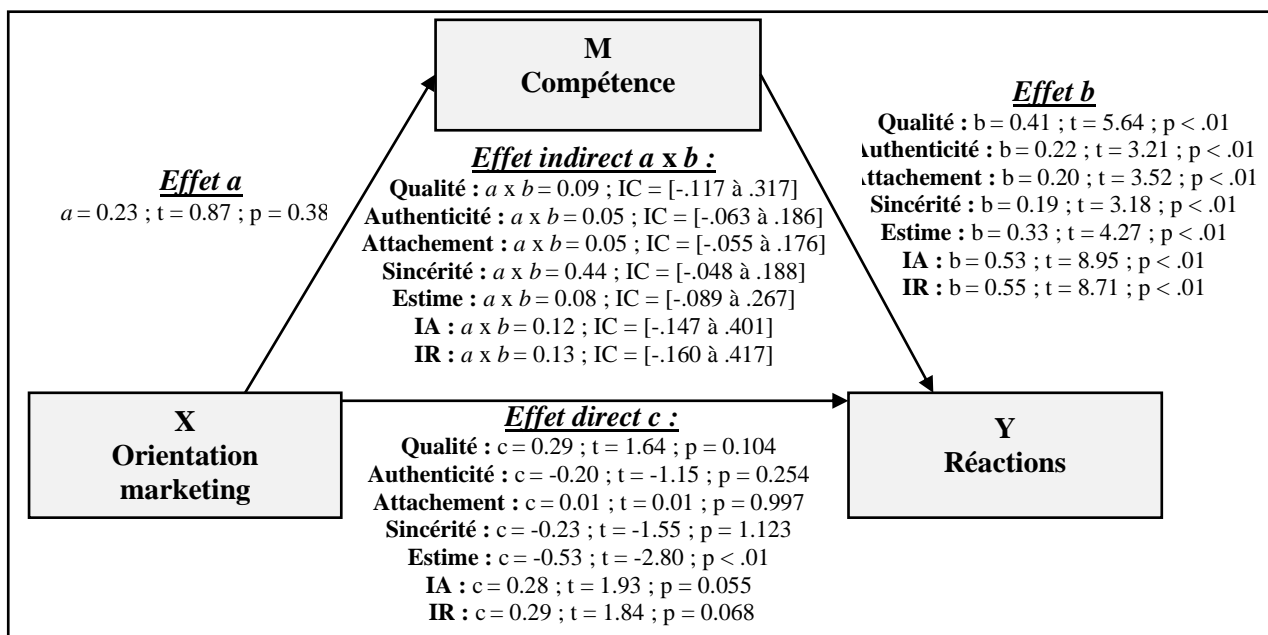 M
Compétence
Effet b
Qualité : b = 0.41 ; t = 5.64 ; p < .01
Authenticité : b = 0.22 ; t = 3.21 ; p < .01
Attachement : b = 0.20 ; t = 3.52 ; p < .01
Sincérité : b = 0.19 ; t = 3.18 ; p < .01
Estime : b = 0.33 ; t = 4.27 ; p < .01
IA : b = 0.53 ; t = 8.95 ; p < .01
IR : b = 0.55 ; t = 8.71 ; p < .01
Effet a
a = 0.23 ; t = 0.87 ; p = 0.38
Effet indirect a x b :
Qualité : a x b = 0.09 ; IC = [-.117 à .317]
Authenticité : a x b = 0.05 ; IC = [-.063 à .186]
Attachement : a x b = 0.05 ; IC = [-.055 à .176]
Sincérité : a x b = 0.44 ; IC = [-.048 à .188]
Estime : a x b = 0.08 ; IC = [-.089 à .267]
IA : a x b = 0.12 ; IC = [-.147 à .401]
IR : a x b = 0.13 ; IC = [-.160 à .417]
X
Orientation
marketing
Effet direct c :
Qualité : c = 0.29 ; t = 1.64 ; p = 0.104
Authenticité : c = -0.20 ; t = -1.15 ; p = 0.254
Attachement : c = 0.01 ; t = 0.01 ; p = 0.997
Sincérité : c = -0.23 ; t = -1.55 ; p = 1.123
Estime : c = -0.53 ; t = -2.80 ; p < .01
IA : c = 0.28 ; t = 1.93 ; p = 0.055
IR : c = 0.29 ; t = 1.84 ; p = 0.068
Y
Réactions